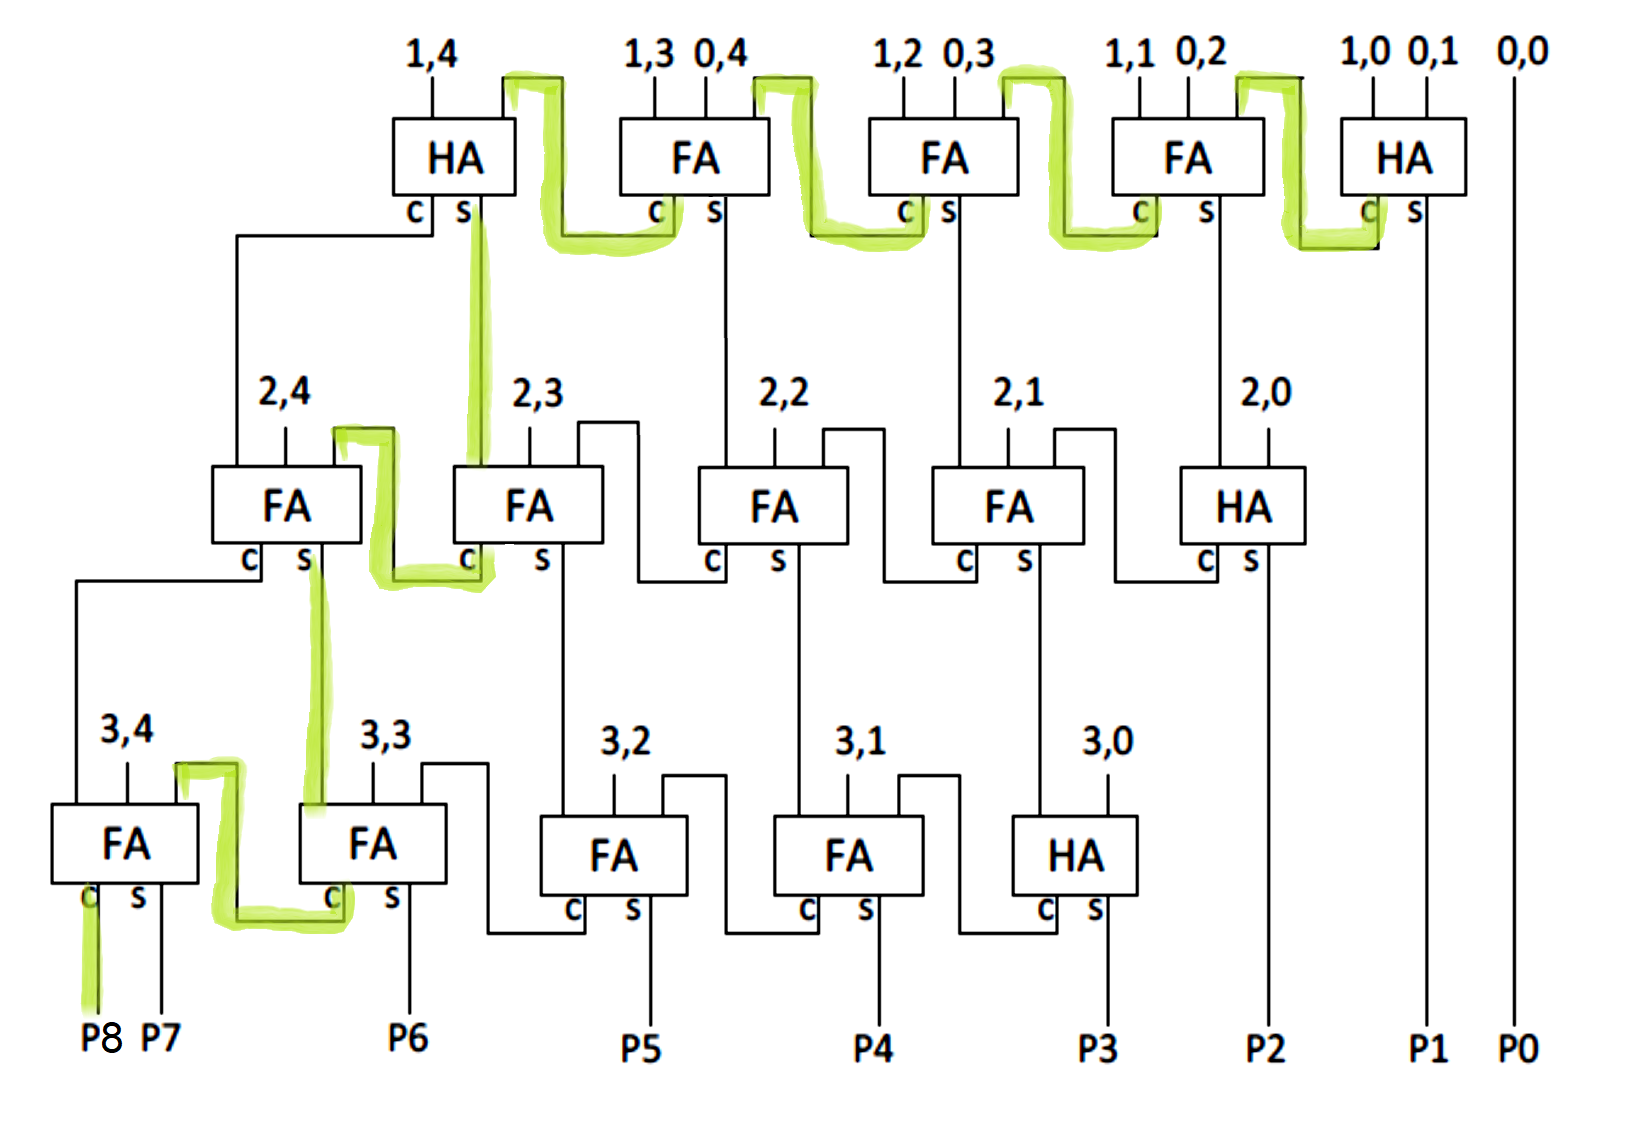 1,4 1,3 0,4 1,2 0,3 1,1 0,2 1,0 0,1 0,0
HA FA FA FA HA
C S C S C S C S C S
2,4 2,3 2,2 2,1 2,0
FA FA FA FA HA
C S C S C S C S C S
3,4 3,3 3,2 3,1 3,0
FA FA FA FA HA
C S C S C S C S C S
P8 P7 P6 P5 P4 P3 P2 P1 P0